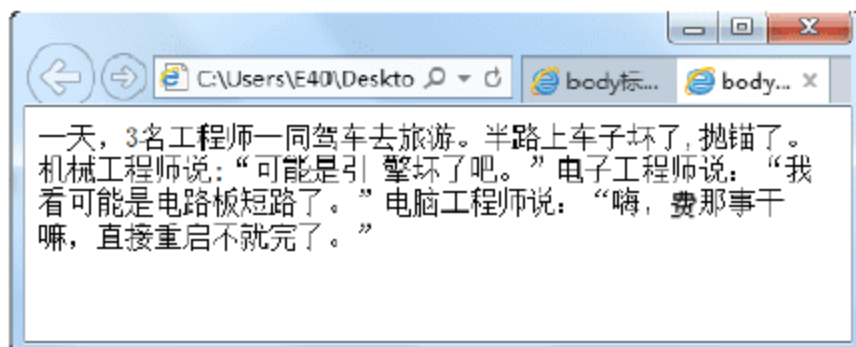 C:\Users\E40\Deskto
body标...
body...
一天，3名工程师一同驾车去旅游。半路上车子坏了,抛锚了。
机械工程师说:“可能是引 擎坏了吧。”电子工程师说：“我
看可能是电路板短路了。”电脑工程师说：“嗨，费那事干
嘛，直接重启不就完了。”